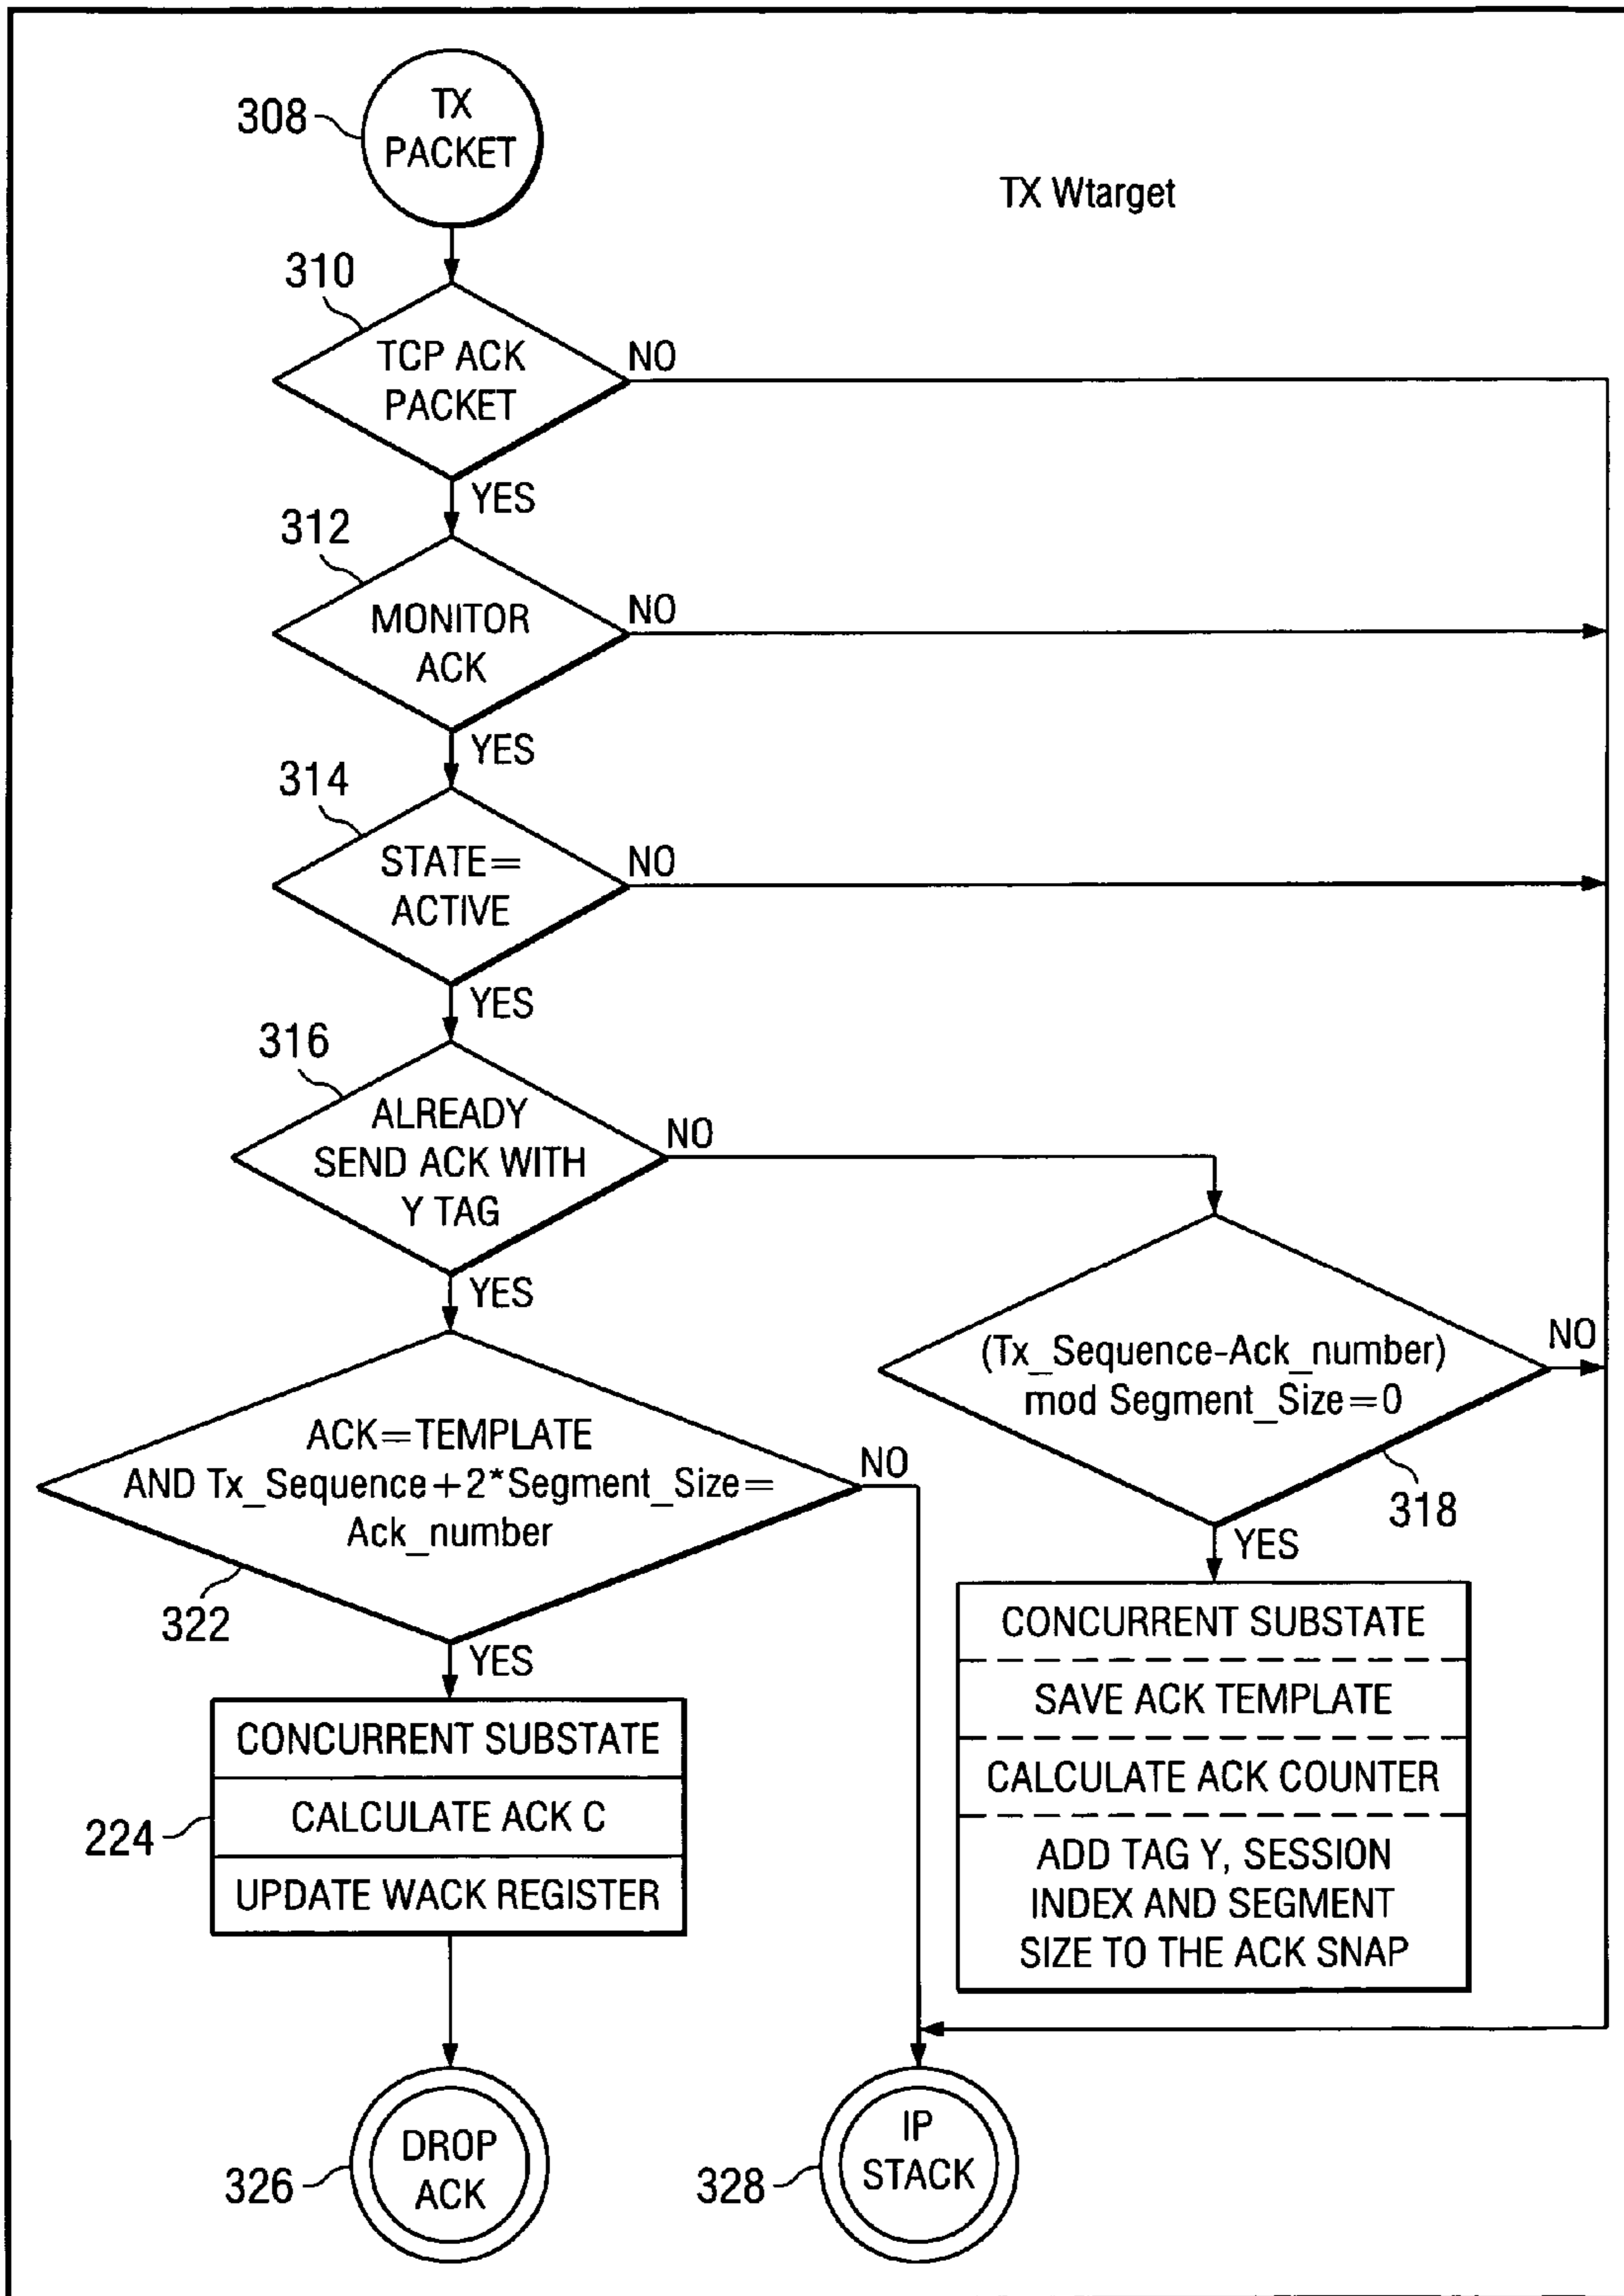 308
TX
PACKET
TX Wtarget
310
TCP ACK
PACKET
NO
YES
312
MONITOR
ACK
NO
YES
314
STATE=
ACTIVE
NO
YES
316
ALREADY
SEND ACK WITH
Y TAG
NO
YES
(Tx_Sequence-Ack_number)
mod Segment_Size=0
NO
318
YES
ACK=TEMPLATE
AND Tx_Sequence+2*Segment_Size=
Ack_number
NO
322
YES
CONCURRENT SUBSTATE
SAVE ACK TEMPLATE
CALCULATE ACK COUNTER
ADD TAG Y, SESSION
INDEX AND SEGMENT
SIZE TO THE ACK SNAP
CONCURRENT SUBSTATE
CALCULATE ACK C
UPDATE WACK REGISTER
224
326
DROP
ACK
328
IP
STACK